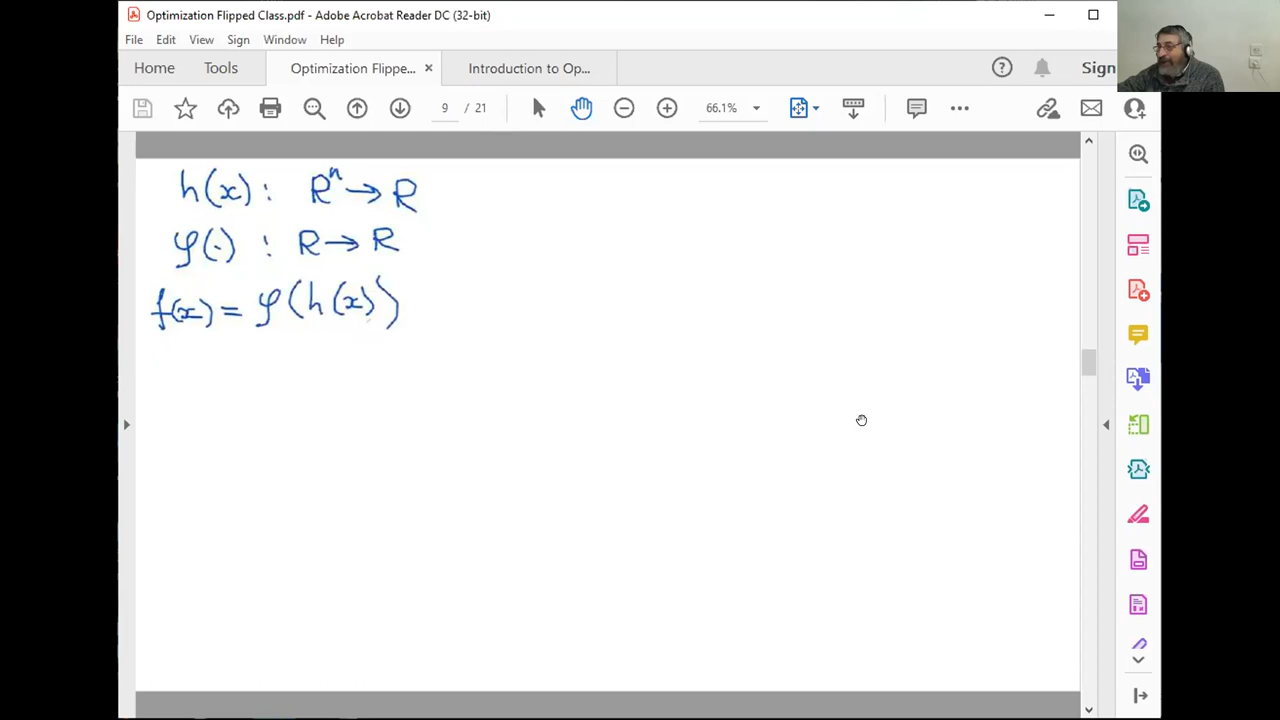 Optimization Flipped Class.pdf - Adobe Acrobat Reader DC (32-bit)
File Edit View Sign Window Help
Home Tools Optimization Flippe... × Introduction to Op... Sign
9 / 21 66.1%
h(x) : Rⁿ → R
φ(·) : R → R
f(x) = φ(h(x))